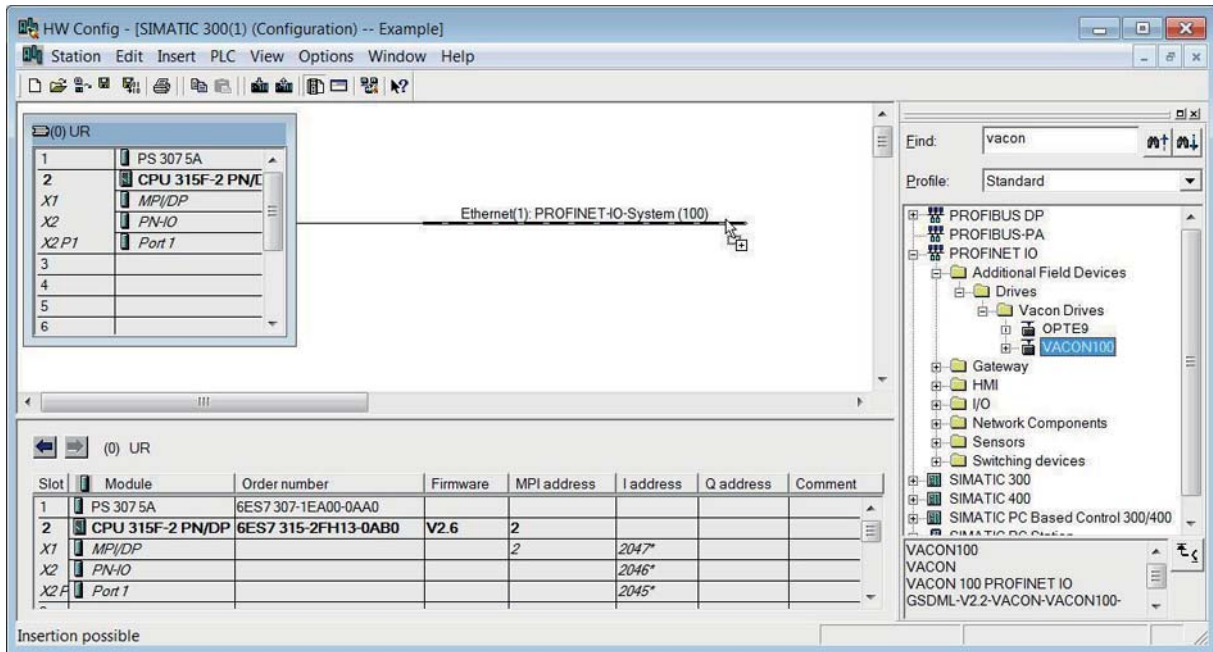 HW Config - [SIMATIC 300(1) (Configuration) -- Example]
Station Edit Insert PLC View Options Window Help
(0) UR
1 PS 307 5A
2 CPU 315F-2 PN/D
X1 MPI/DP
X2 PN-IO
X2 P1 Port 1
3
4
5
6
Ethernet(1): PROFINET-IO-System (100)
Find: vacon
Profile: Standard
PROFIBUS DP
PROFIBUS-PA
PROFINET IO
Additional Field Devices
Drives
Vacon Drives
OPTE9
VACON100
Gateway
HMI
I/O
Network Components
Sensors
Switching devices
SIMATIC 300
SIMATIC 400
SIMATIC PC Based Control 300/400
SIMATIC PC Station
VACON100
VACON
VACON 100 PROFINET IO
GSDML-V2.2-VACON-VACON100-
(0) UR
Slot Module Order number Firmware MPI address I address Q address Comment
1 PS 307 5A 6ES7 307-1EA00-0AA0
2 CPU 315F-2 PN/DP 6ES7 315-2FH13-0AB0 V2.6 2
X1 MPI/DP 2 2047*
X2 PN-IO 2046*
X2 P Port 1 2045*
Insertion possible